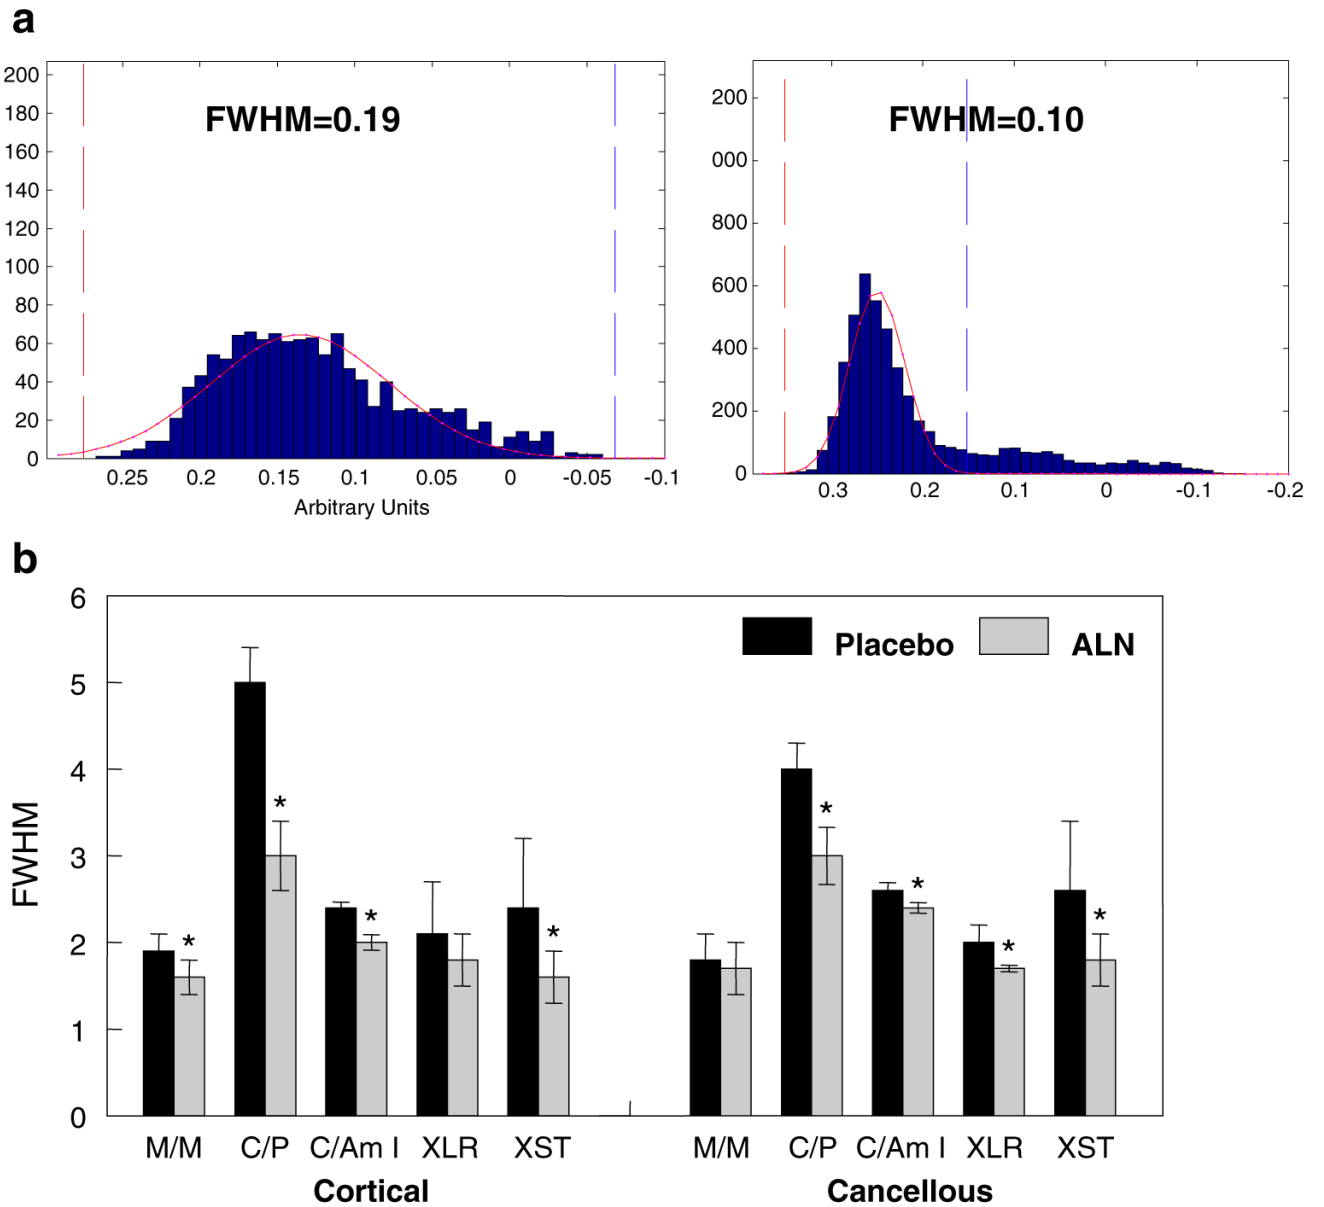 a
FWHM=0.19
200
180
160
140
120
100
80
60
40
20
0
0.25 0.2 0.15 0.1 0.05 0 -0.05 -0.1
Arbitrary Units
FWHM=0.10
200
000
800
600
400
200
0
0.3 0.2 0.1 0 -0.1 -0.2
b
Placebo ALN
FWHM
6
5
4
3
2
1
0
* * * * * * * *
M/M C/P C/Am I XLR XST M/M C/P C/Am I XLR XST
Cortical Cancellous